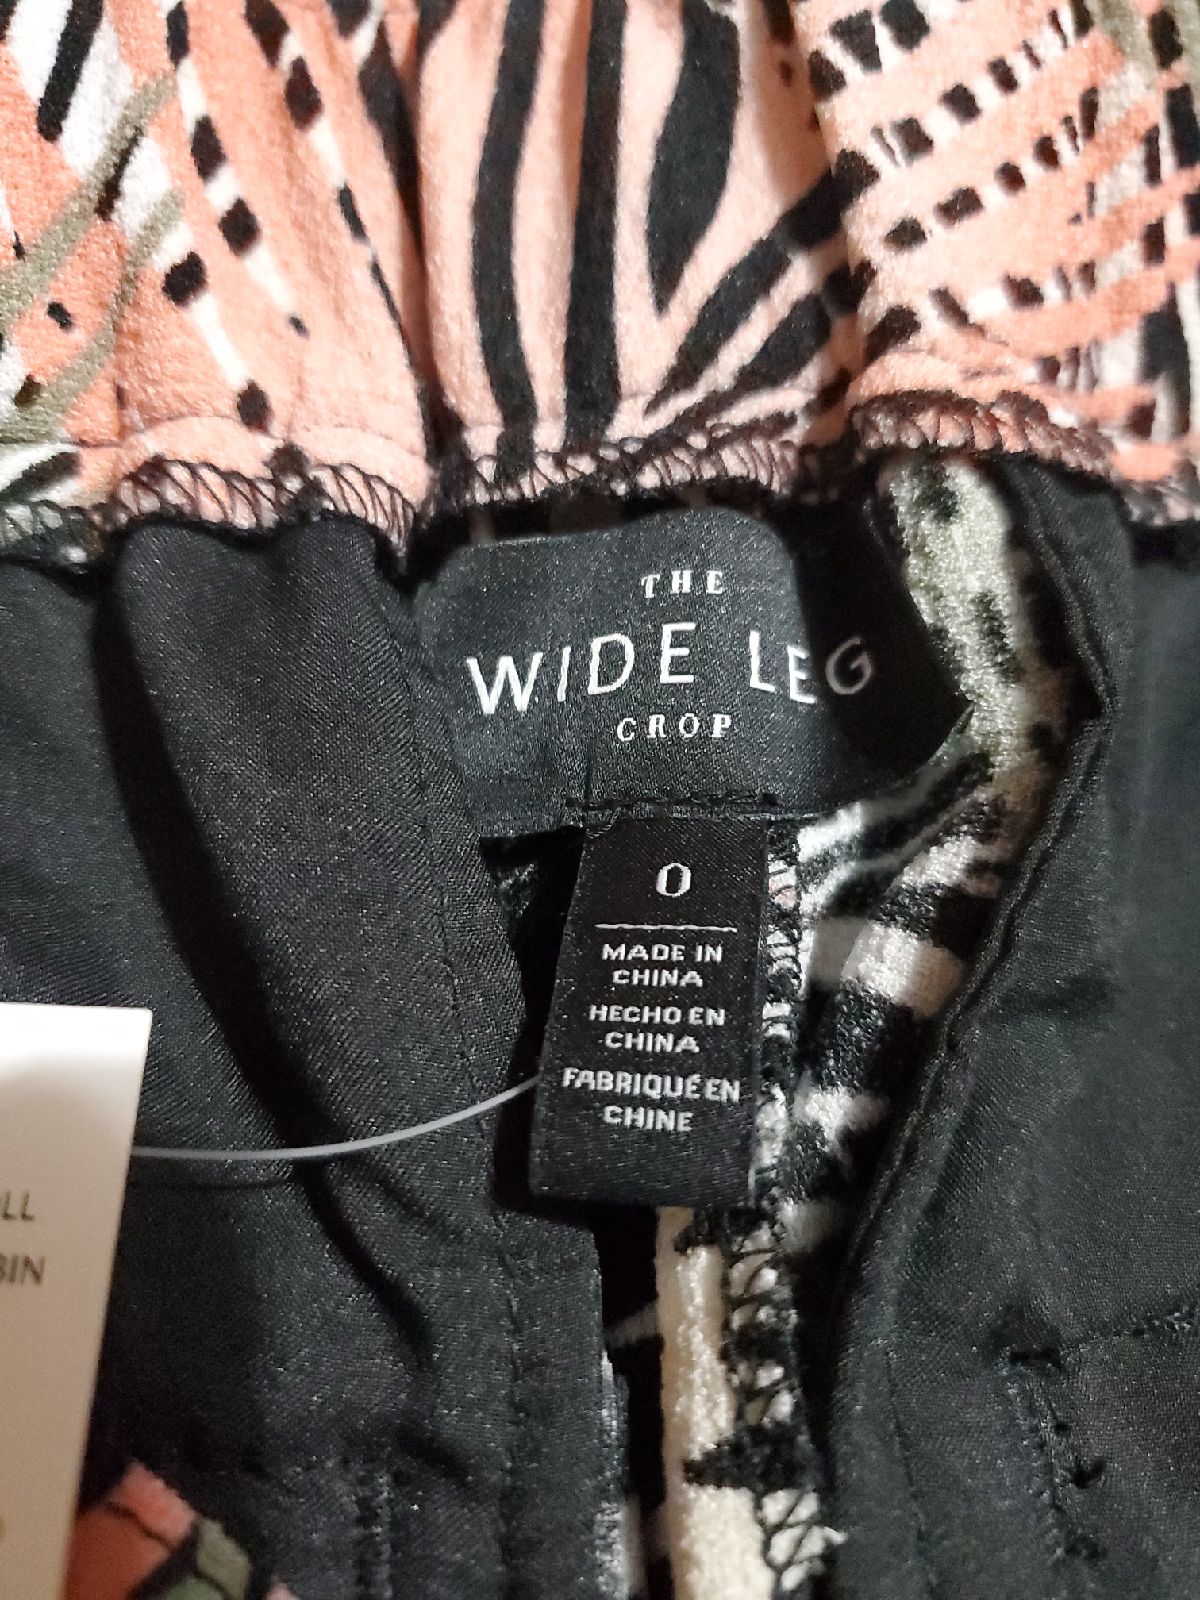 THE
WIDE LEG
CROP
0
MADE IN
CHINA
HECHO EN
CHINA
FABRIQUÉ EN
CHINE